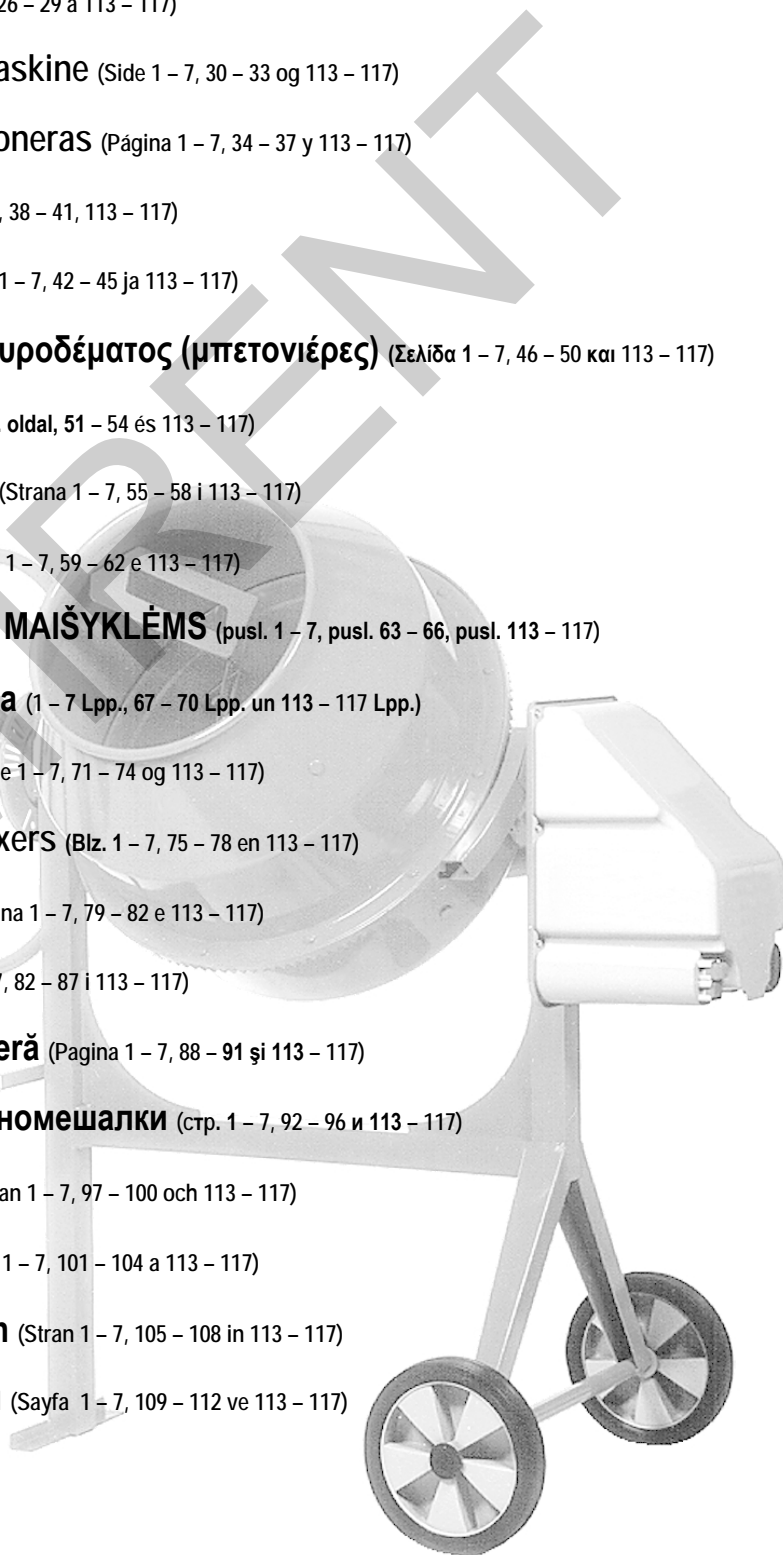 26 – 29 a 113 – 117)
askine (Side 1 – 7, 30 – 33 og 113 – 117)
oneras (Página 1 – 7, 34 – 37 y 113 – 117)
, 38 – 41, 113 – 117)
1 – 7, 42 – 45 ja 113 – 117)
υροδέματος (μπετονιέρες) (Σελίδα 1 – 7, 46 – 50 και 113 – 117)
. oldal, 51 – 54 és 113 – 117)
(Strana 1 – 7, 55 – 58 i 113 – 117)
1 – 7, 59 – 62 e 113 – 117)
MAIŠYKLĖMS (pusl. 1 – 7, pusl. 63 – 66, pusl. 113 – 117)
a (1 – 7 Lpp., 67 – 70 Lpp. un 113 – 117 Lpp.)
e 1 – 7, 71 – 74 og 113 – 117)
xers (Blz. 1 – 7, 75 – 78 en 113 – 117)
na 1 – 7, 79 – 82 e 113 – 117)
7, 82 – 87 i 113 – 117)
eră (Pagina 1 – 7, 88 – 91 şi 113 – 117)
номешалки (стр. 1 – 7, 92 – 96 и 113 – 117)
an 1 – 7, 97 – 100 och 113 – 117)
1 – 7, 101 – 104 a 113 – 117)
(Stran 1 – 7, 105 – 108 in 113 – 117)
(Sayfa 1 – 7, 109 – 112 ve 113 – 117)
RENT